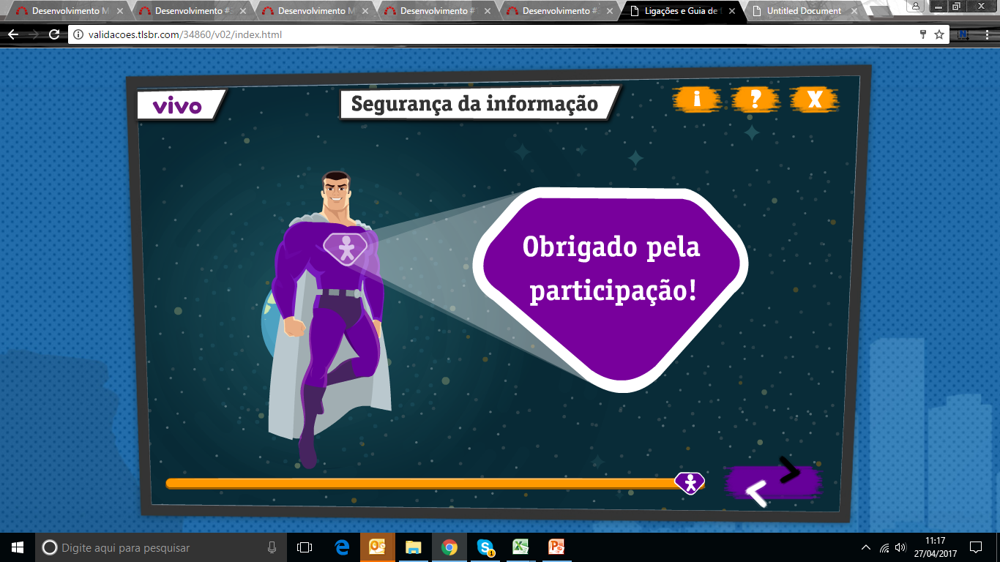 Desenvolvimento M
Desenvolvimento #
Desenvolvimento M
Desenvolvimento #
Desenvolvimento #
Ligações e Guia de
Untitled Document
validacoes.tlsbr.com/34860/v02/index.html
vivo
Segurança da informação
i
?
X
Obrigado pela
participação!
Digite aqui para pesquisar
1
11:17
27/04/2017